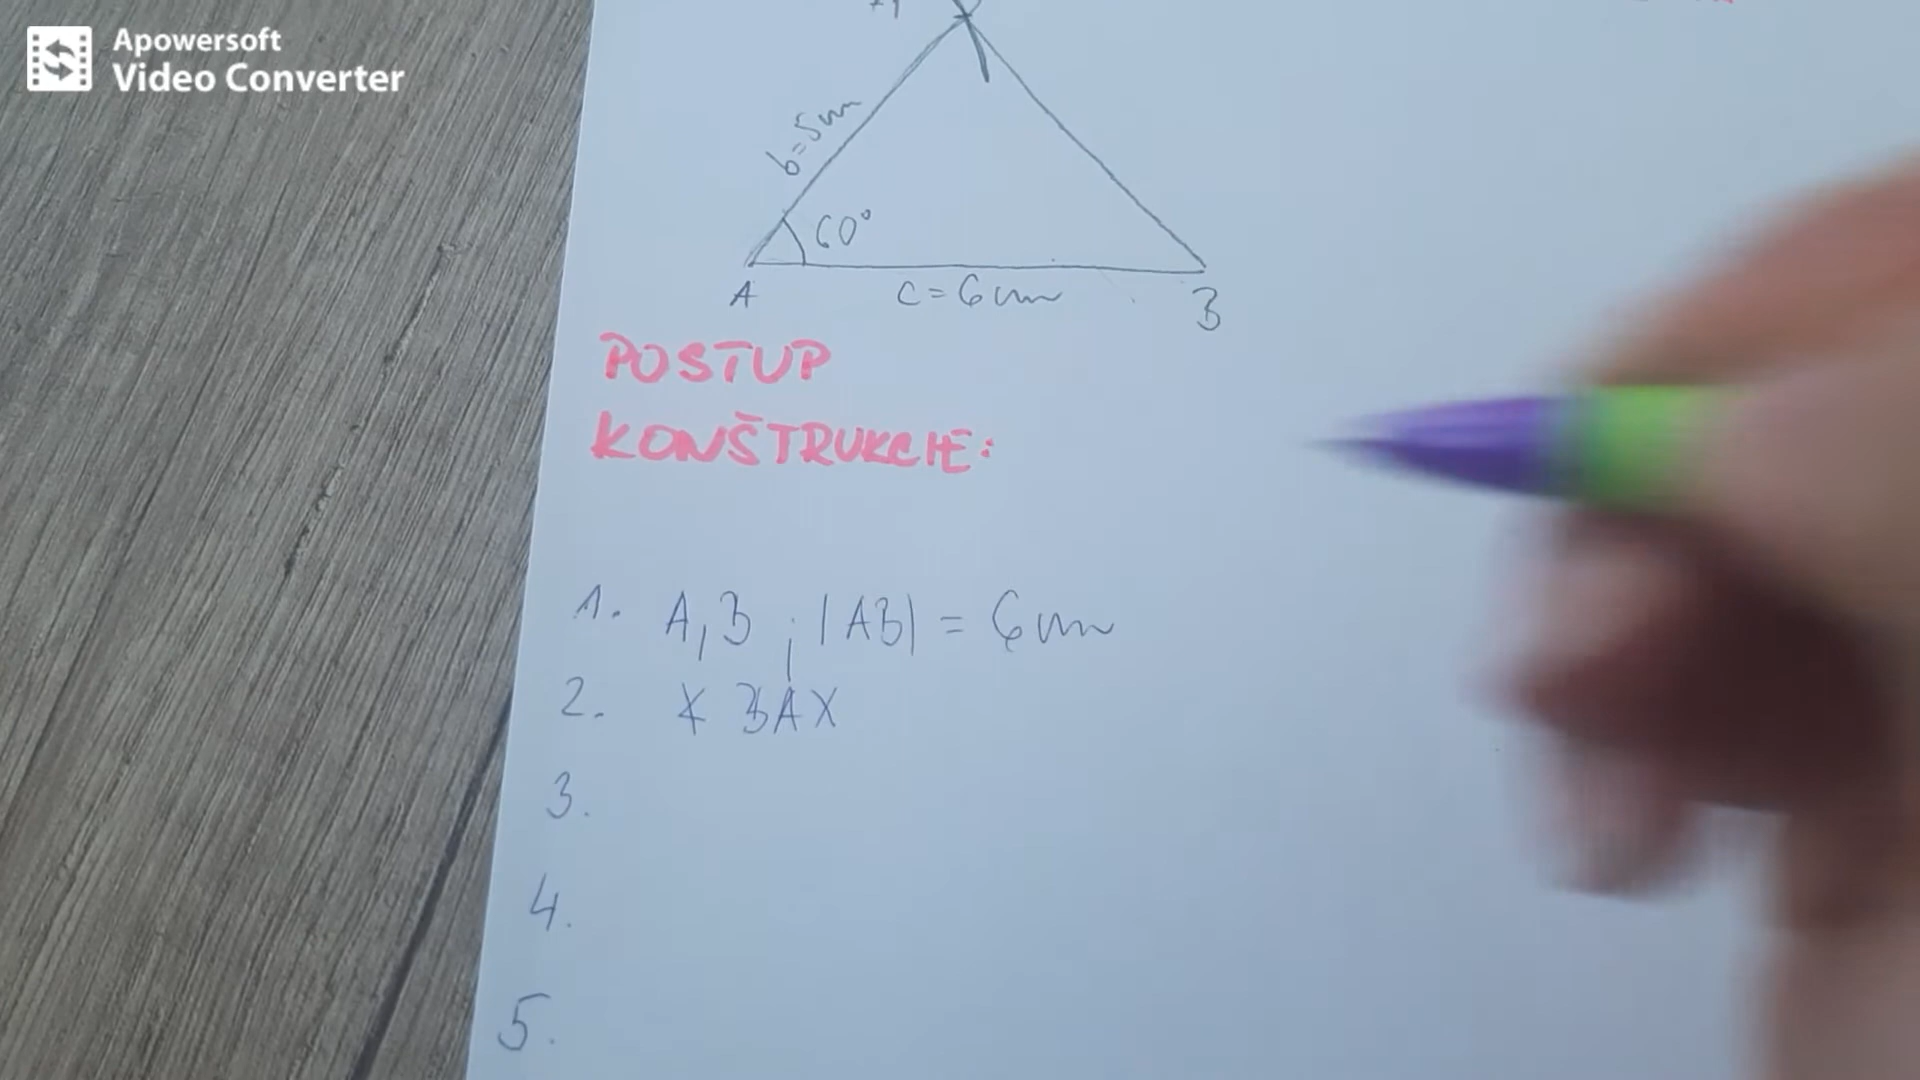 Apowersoft
Video Converter
b=5cm
60°
A
c=6cm
B
POSTUP
KONŠTRUKCIE:
1. A,B ; |AB| = 6cm
2. ∢ BAX
3.
4.
5.